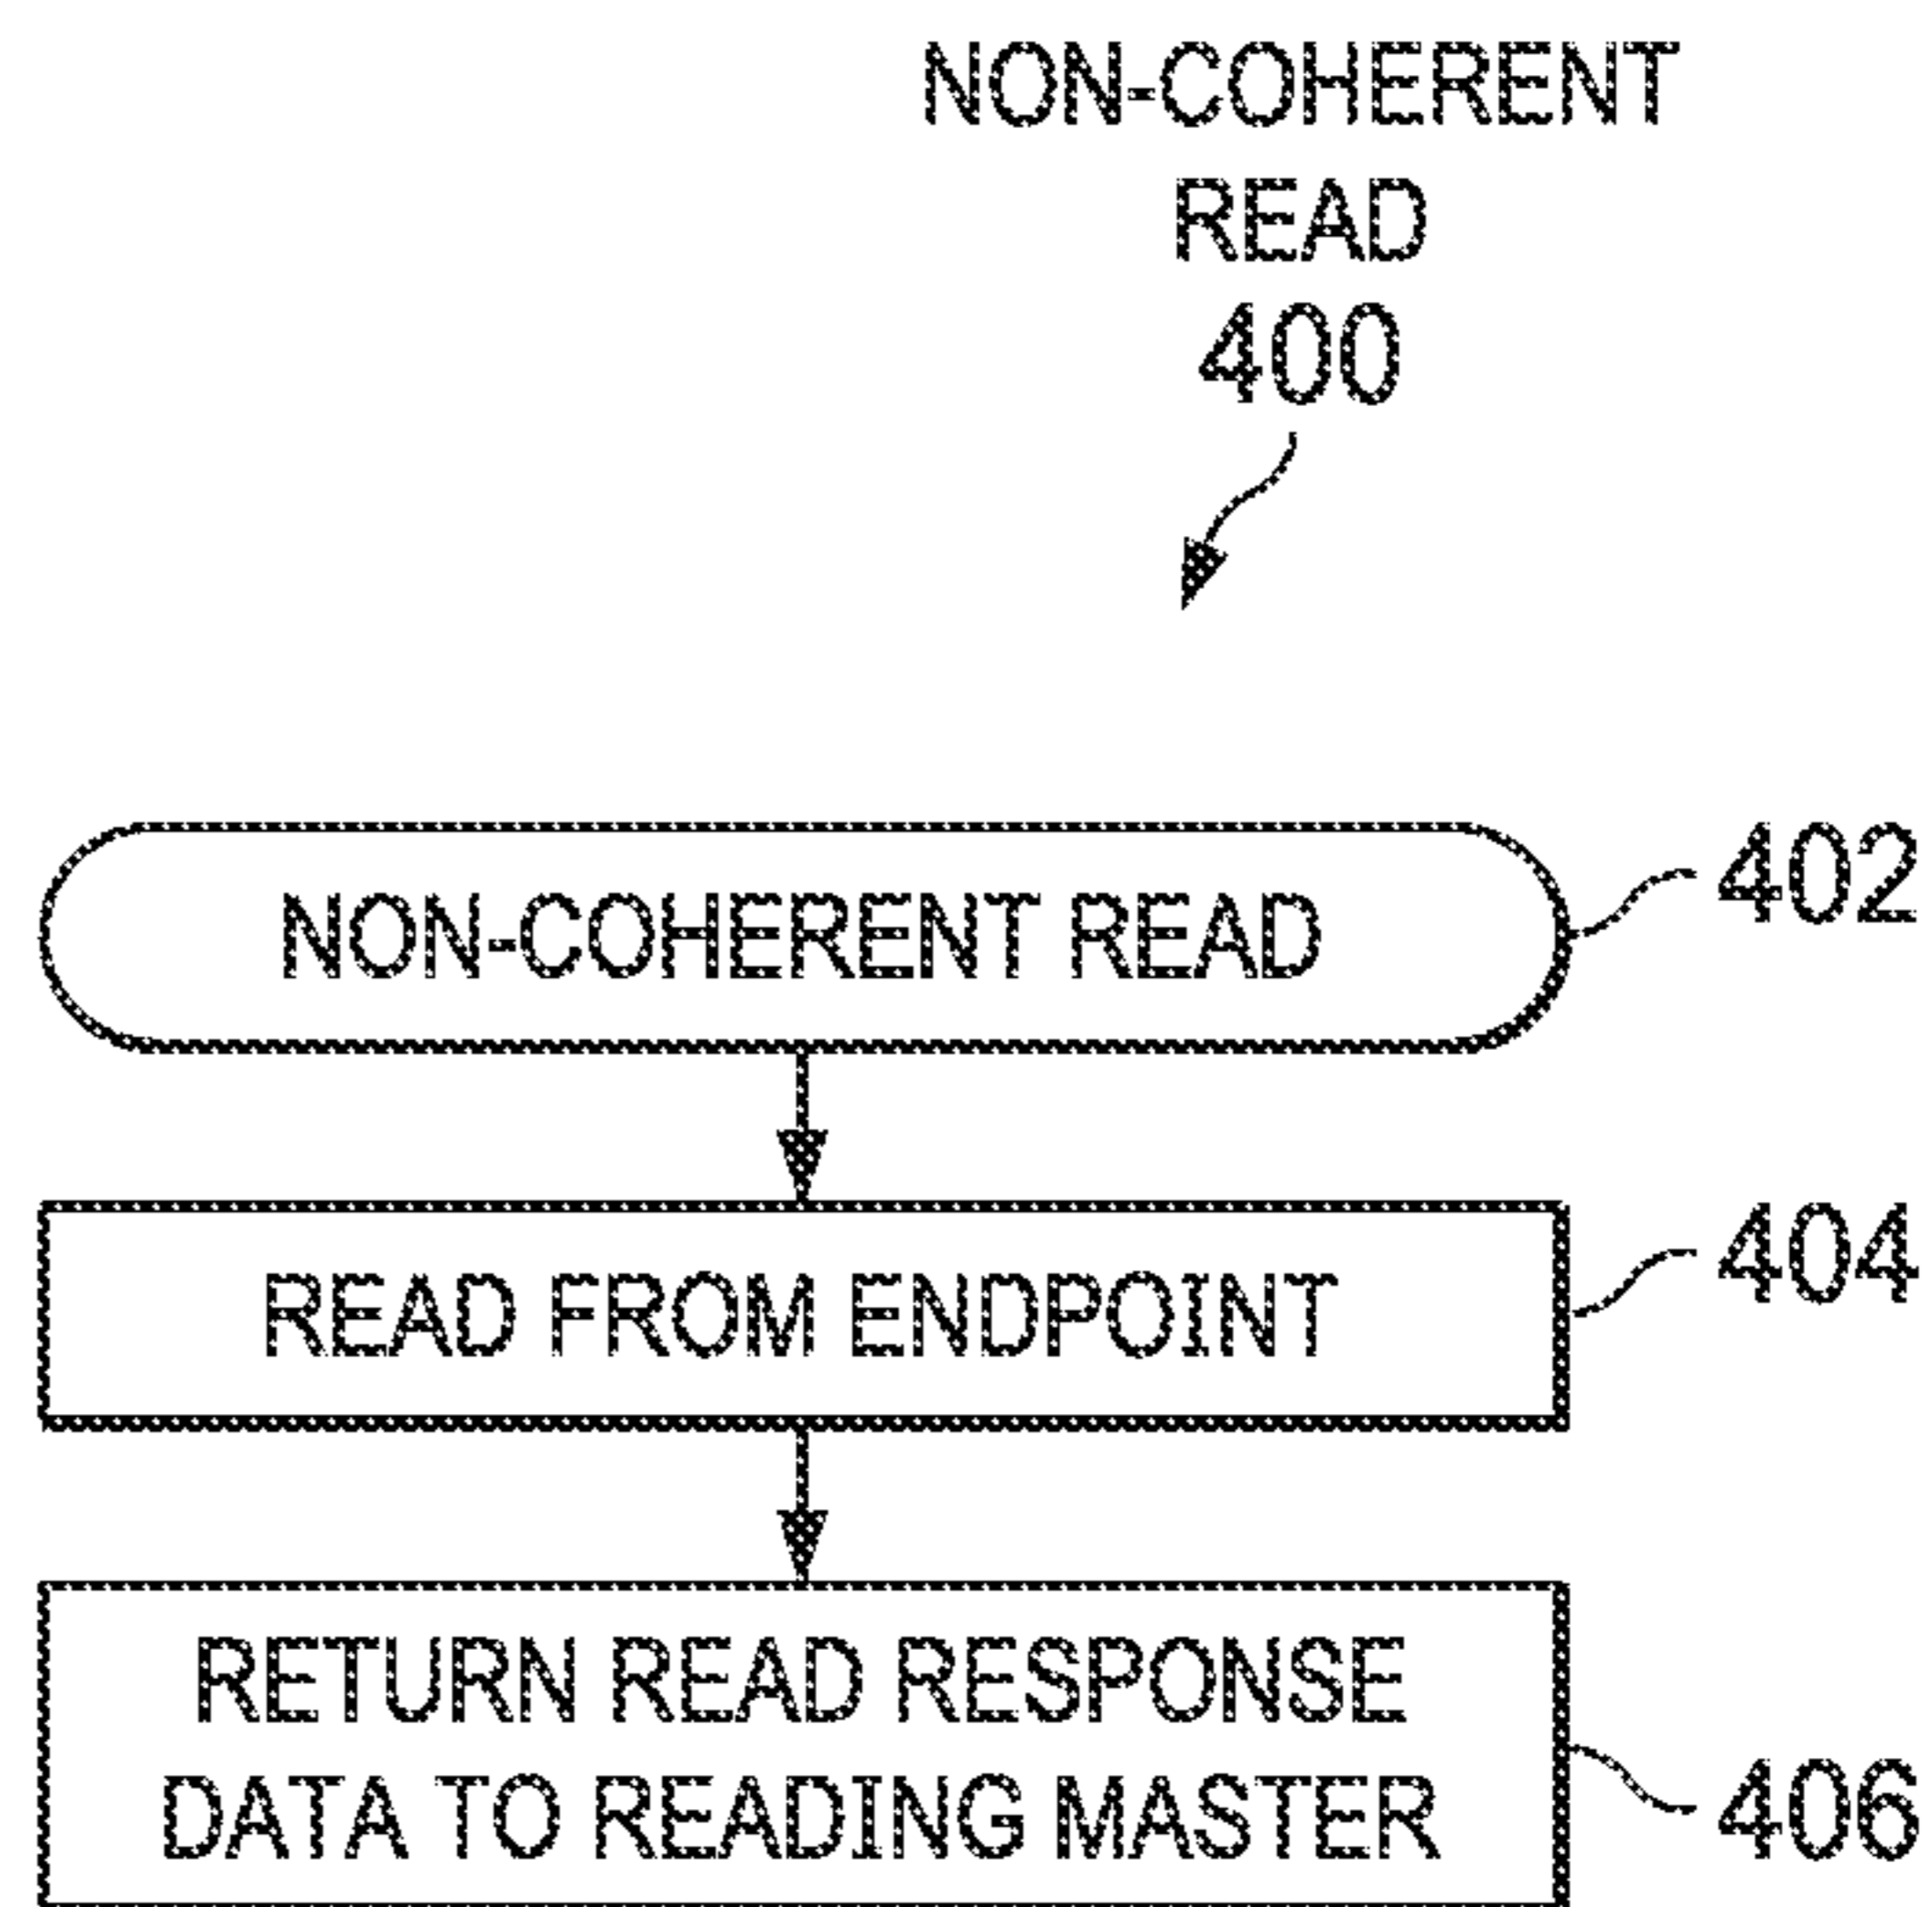 NON-COHERENT
READ
400
NON-COHERENT READ
402
READ FROM ENDPOINT
404
RETURN READ RESPONSE
DATA TO READING MASTER
406